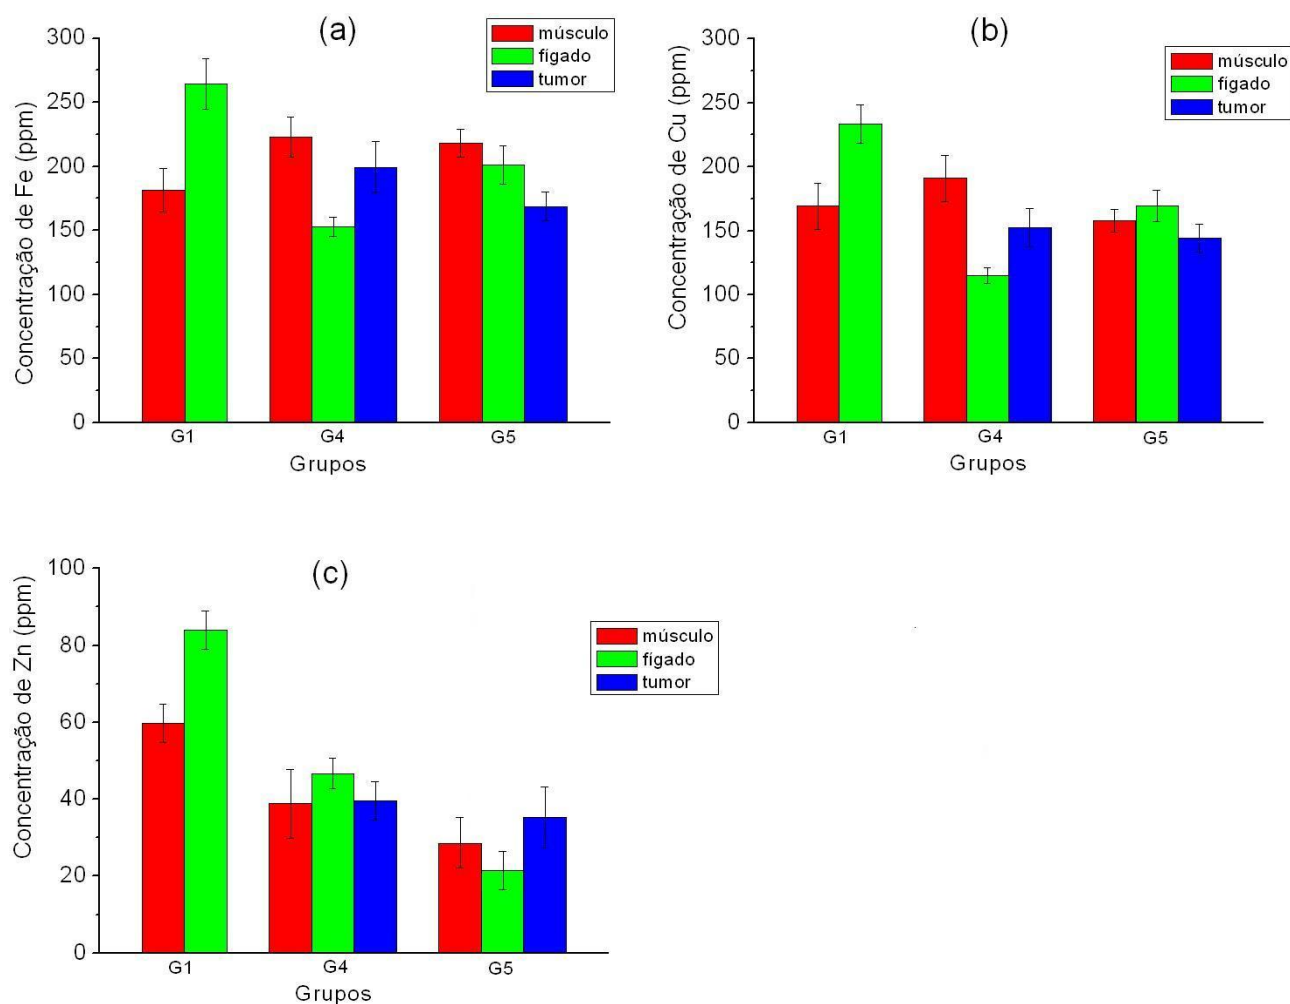 (a)
músculo
fígado
tumor
Concentração de Fe (ppm)
300
250
200
150
100
50
0
G1
G4
G5
Grupos
(b)
músculo
fígado
tumor
Concentração de Cu (ppm)
300
250
200
150
100
50
0
G1
G4
G5
Grupos
(c)
músculo
fígado
tumor
Concentração de Zn (ppm)
100
80
60
40
20
0
G1
G4
G5
Grupos